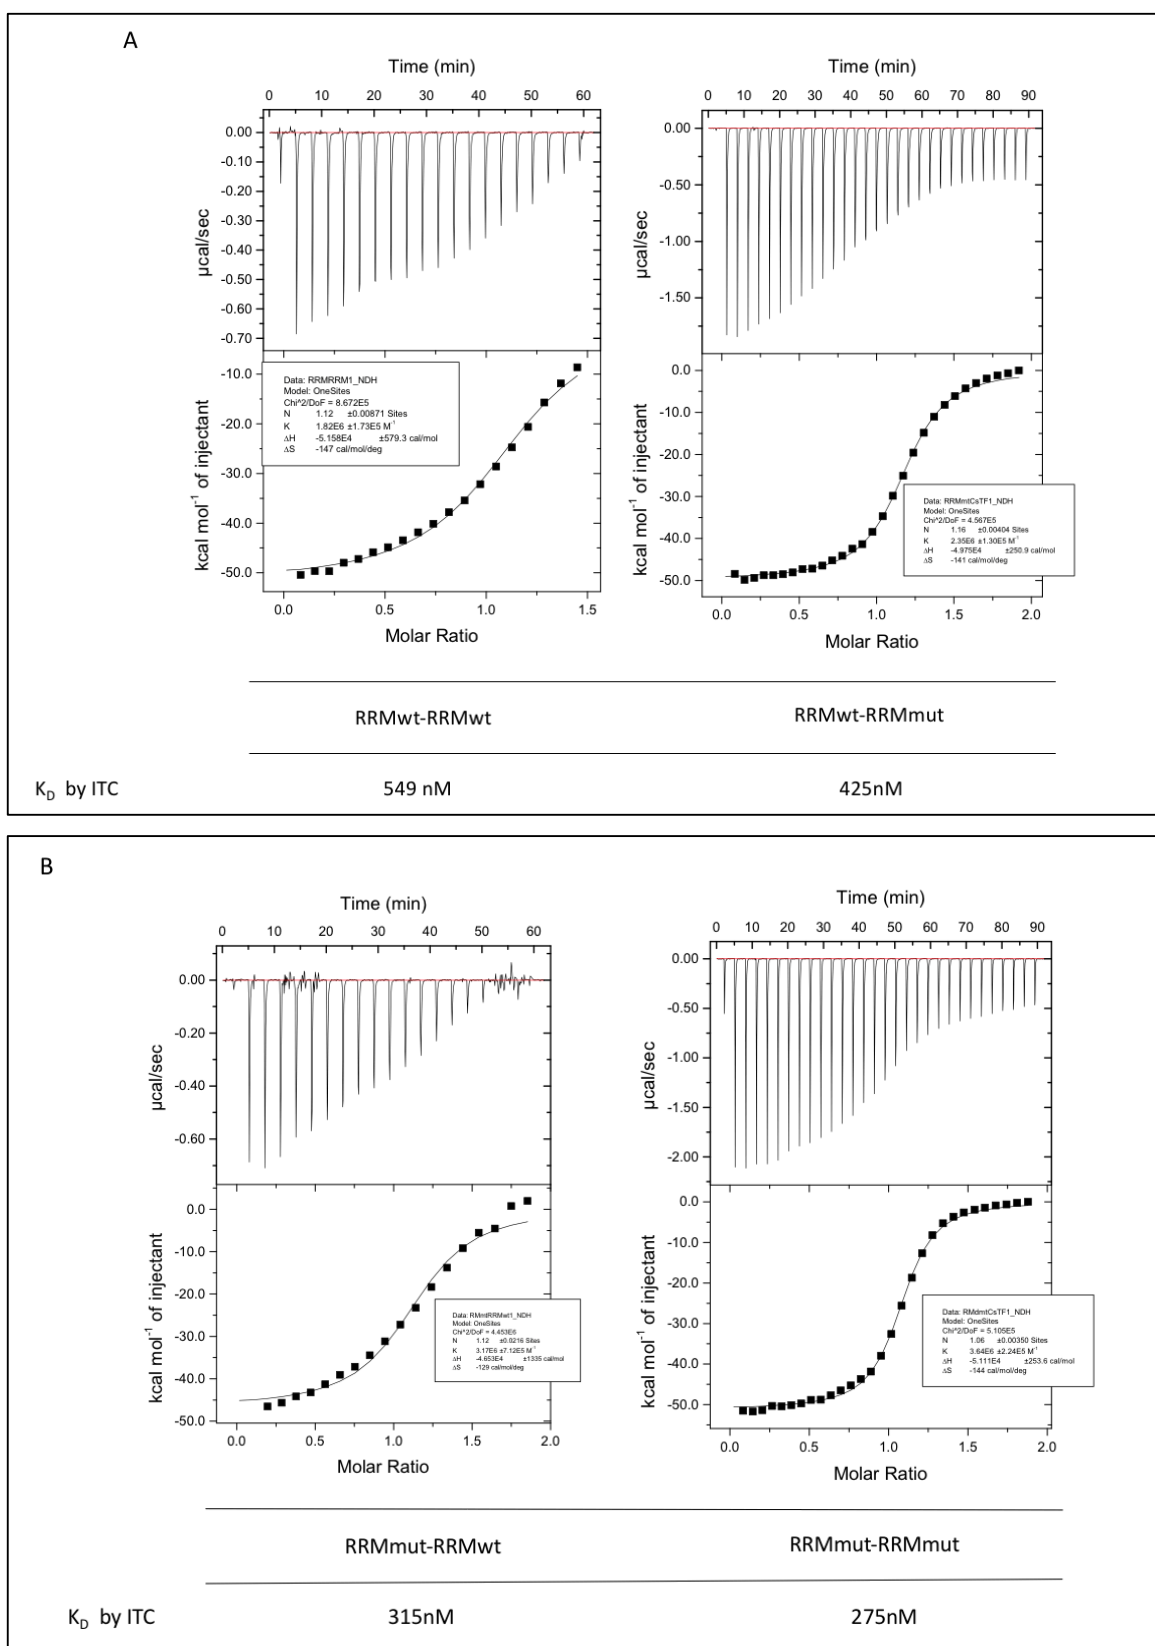 A
Time (min)
0 10 20 30 40 50 60
0.00
-0.10
-0.20
-0.30
-0.40
-0.50
-0.60
-0.70
µcal/sec
-10.0
-20.0
-30.0
-40.0
-50.0
kcal mol⁻¹ of injectant
Data: RRMRRM1_NDH
Model: OneSites
Chi^2/DoF = 8.672E5
N 1.12 ±0.00871 Sites
K 1.82E6 ±1.73E5 M⁻¹
ΔH -5.158E4 ±579.3 cal/mol
ΔS -147 cal/mol/deg
0.0 0.5 1.0 1.5
Molar Ratio
Time (min)
0 10 20 30 40 50 60 70 80 90
0.00
-0.50
-1.00
-1.50
µcal/sec
0.0
-10.0
-20.0
-30.0
-40.0
-50.0
kcal mol⁻¹ of injectant
Data: RRMmtCsTF1_NDH
Model: OneSites
Chi^2/DoF = 4.567E5
N 1.16 ±0.00404 Sites
K 2.35E6 ±1.30E5 M⁻¹
ΔH -4.975E4 ±250.9 cal/mol
ΔS -141 cal/mol/deg
0.0 0.5 1.0 1.5 2.0
Molar Ratio
RRMwt-RRMwt RRMwt-RRMmut
K_D by ITC 549 nM 425nM
B
Time (min)
0 10 20 30 40 50 60
0.00
-0.20
-0.40
-0.60
µcal/sec
0.0
-10.0
-20.0
-30.0
-40.0
-50.0
kcal mol⁻¹ of injectant
Data: RMmtRRMwt1_NDH
Model: OneSites
Chi^2/DoF = 4.453E6
N 1.12 ±0.0216 Sites
K 3.17E6 ±7.12E5 M⁻¹
ΔH -4.653E4 ±1335 cal/mol
ΔS -129 cal/mol/deg
0.0 0.5 1.0 1.5 2.0
Molar Ratio
Time (min)
0 10 20 30 40 50 60 70 80 90
0.00
-0.50
-1.00
-1.50
-2.00
µcal/sec
0.0
-10.0
-20.0
-30.0
-40.0
-50.0
kcal mol⁻¹ of injectant
Data: RMdmtCsTF1_NDH
Model: OneSites
Chi^2/DoF = 5.105E5
N 1.06 ±0.00350 Sites
K 3.64E6 ±2.24E5 M⁻¹
ΔH -5.111E4 ±253.6 cal/mol
ΔS -144 cal/mol/deg
0.0 0.5 1.0 1.5 2.0
Molar Ratio
RRMmut-RRMwt RRMmut-RRMmut
K_D by ITC 315nM 275nM